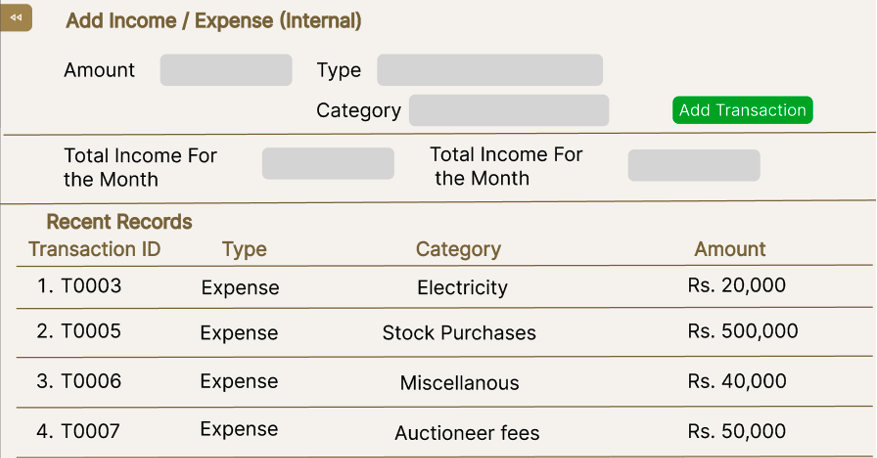 Add Income / Expense (Internal)
Amount Type
Category Add Transaction
Total Income For Total Income For
the Month the Month
Recent Records
Transaction ID Type Category Amount
1. T0003 Expense Electricity Rs. 20,000
2. T0005 Expense Stock Purchases Rs. 500,000
3. T0006 Expense Miscellanous Rs. 40,000
4. T0007 Expense Auctioneer fees Rs. 50,000